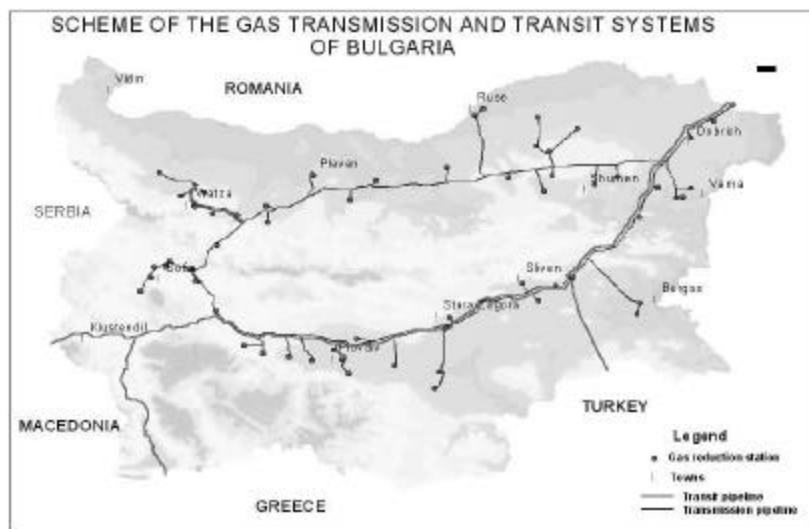 SCHEME OF THE GAS TRANSMISSION AND TRANSIT SYSTEMS
OF BULGARIA
Vidin
ROMANIA
Ruse
Dobrich
Pleven
Vratza
Shumen
Varna
SERBIA
Sofia
Sliven
Burgas
Stara Zagora
Kiustendil
Plovdiv
TURKEY
MACEDONIA
Legend
Gas reduction station
Towns
Transit pipeline
Transmission pipeline
GREECE